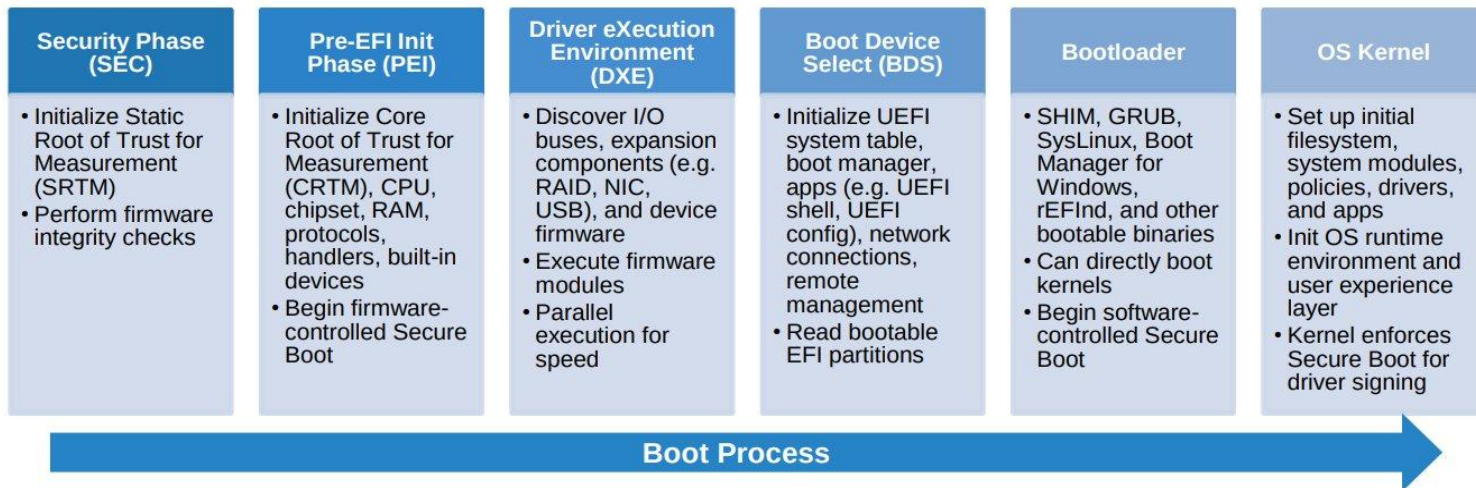 Security Phase
(SEC)
• Initialize Static
Root of Trust for
Measurement
(SRTM)
• Perform firmware
integrity checks
Pre-EFI Init
Phase (PEI)
• Initialize Core
Root of Trust for
Measurement
(CRTM), CPU,
chipset, RAM,
protocols,
handlers, built-in
devices
• Begin firmware-
controlled Secure
Boot
Driver eXecution
Environment
(DXE)
• Discover I/O
buses, expansion
components (e.g.
RAID, NIC,
USB), and device
firmware
• Execute firmware
modules
• Parallel
execution for
speed
Boot Device
Select (BDS)
• Initialize UEFI
system table,
boot manager,
apps (e.g. UEFI
shell, UEFI
config), network
connections,
remote
management
• Read bootable
EFI partitions
Bootloader
• SHIM, GRUB,
SysLinux, Boot
Manager for
Windows,
rEFInd, and other
bootable binaries
• Can directly boot
kernels
• Begin software-
controlled Secure
Boot
OS Kernel
• Set up initial
filesystem,
system modules,
policies, drivers,
and apps
• Init OS runtime
environment and
user experience
layer
• Kernel enforces
Secure Boot for
driver signing
Boot Process